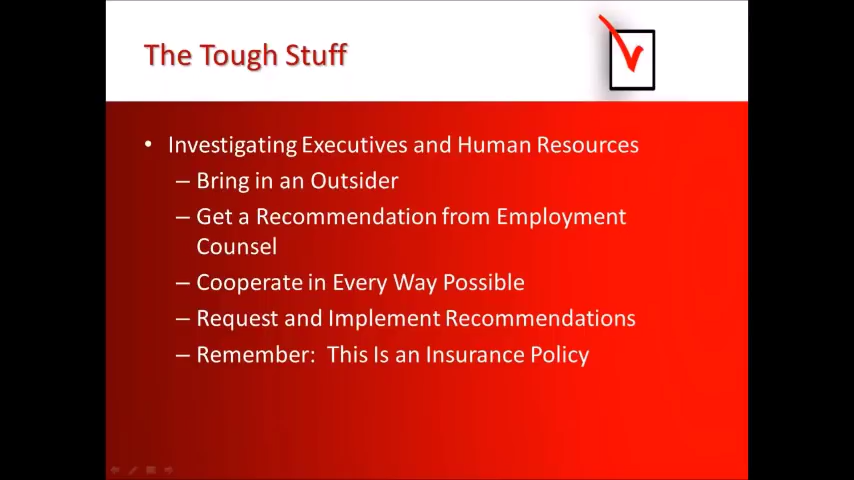 The Tough Stuff
• Investigating Executives and Human Resources
– Bring in an Outsider
– Get a Recommendation from Employment
Counsel
– Cooperate in Every Way Possible
– Request and Implement Recommendations
– Remember:  This Is an Insurance Policy